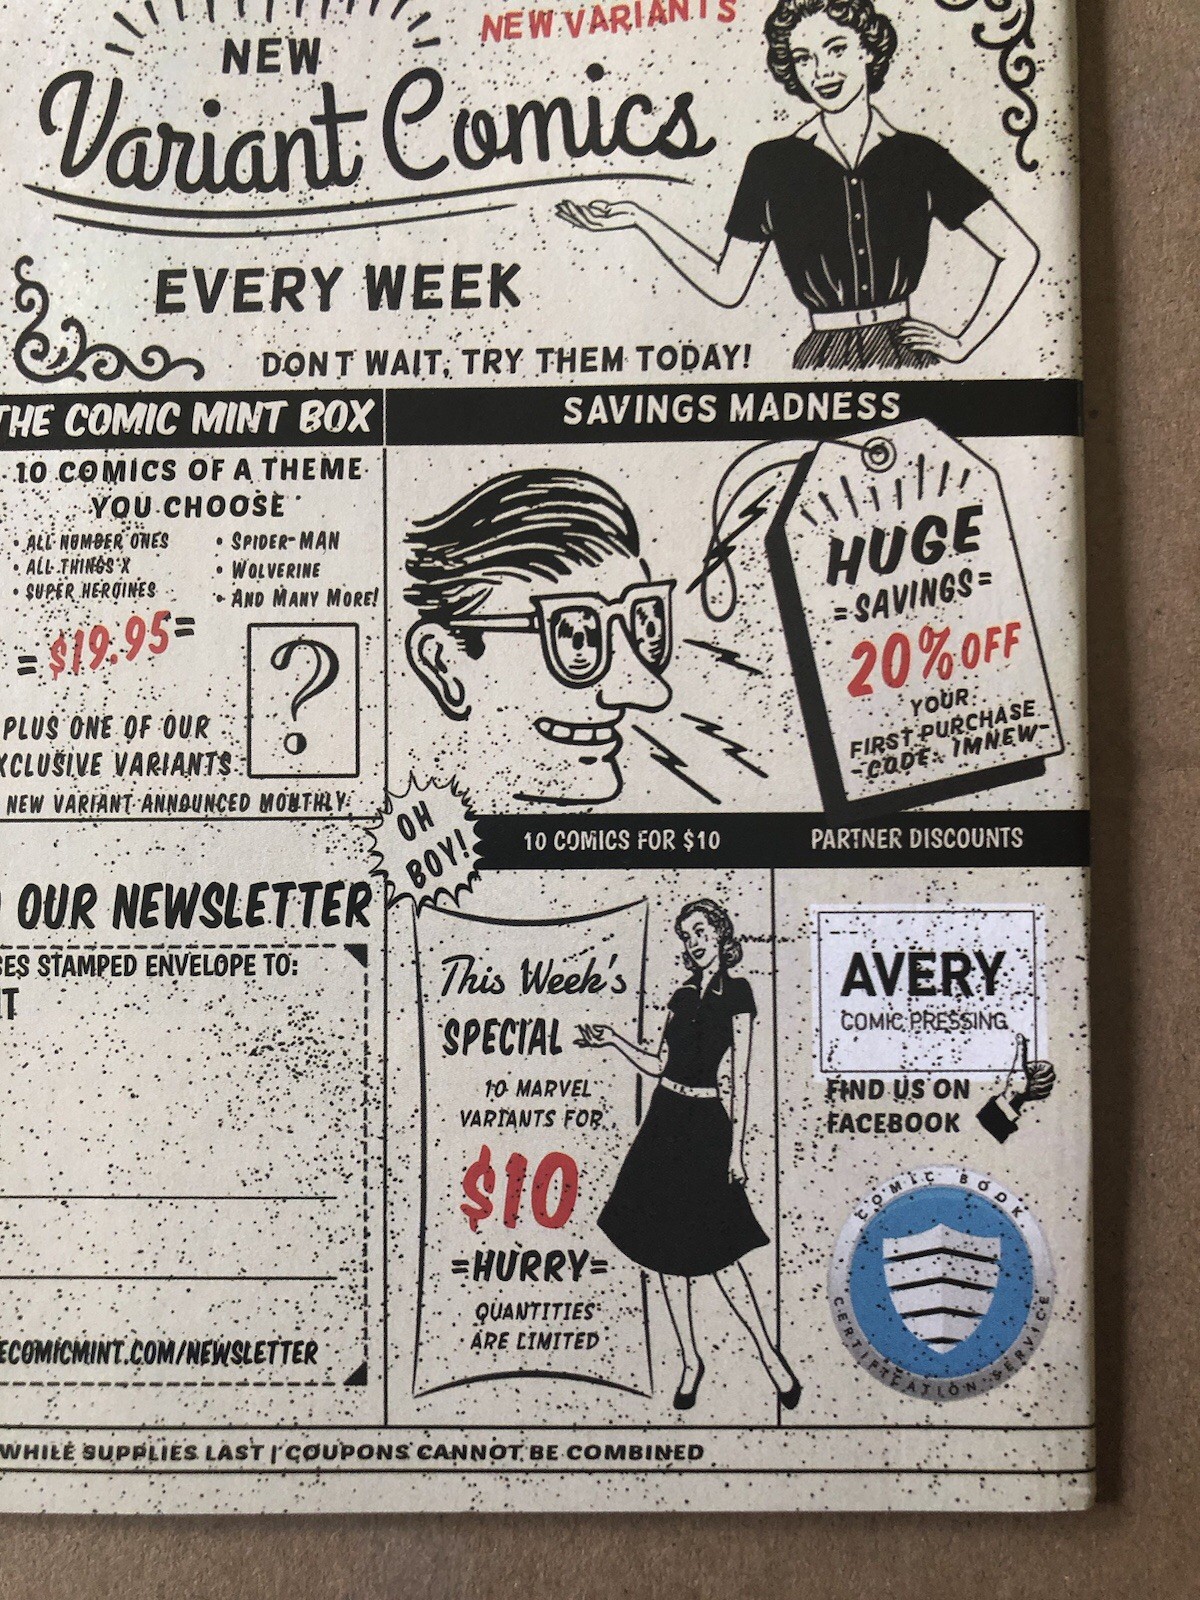 NEW VARIANTS
NEW
Variant Comics
EVERY WEEK
DON T WAIT, TRY THEM TODAY!
THE COMIC MINT BOX
10 COMICS OF A THEME
YOU CHOOSE
• ALL NUMBER ONES
• ALL THINGS X
• SUPER HEROINES
• SPIDER-MAN
• WOLVERINE
• AND MANY MORE!
= $19.95 =
?
PLUS ONE OF OUR
XCLUSIVE VARIANTS
NEW VARIANT ANNOUNCED MONTHLY
SAVINGS MADNESS
HUGE
=SAVINGS=
20% OFF
YOUR
FIRST PURCHASE
-CODE: IMNEW-
OUR NEWSLETTER
SES STAMPED ENVELOPE TO:
T
ECOMICMINT.COM/NEWSLETTER
OH
BOY!
10 COMICS FOR $10
This Week's
SPECIAL
10 MARVEL
VARIANTS FOR
$10
=HURRY=
QUANTITIES
ARE LIMITED
PARTNER DISCOUNTS
AVERY
COMIC PRESSING
FIND US ON
FACEBOOK
COMIC BOOK
CERTIFICATION SERVICE
WHILE SUPPLIES LAST | COUPONS CANNOT BE COMBINED